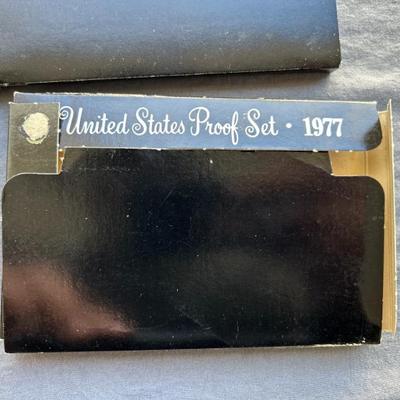 United States Proof Set · 1977